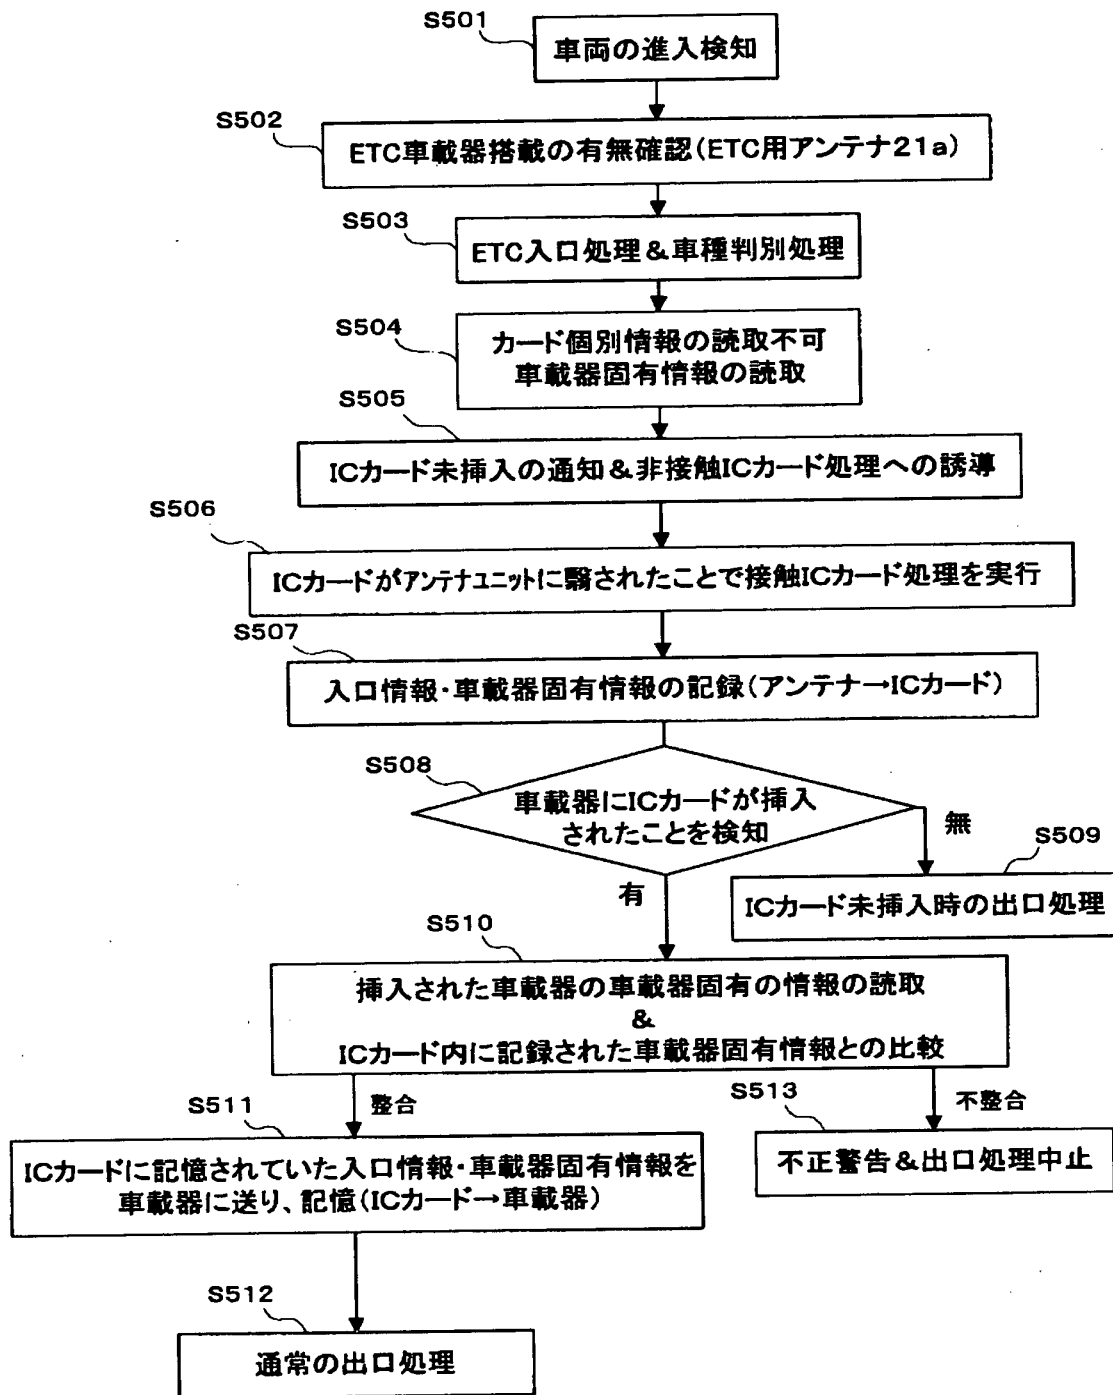 S501
車両の進入検知
S502
ETC車載器搭載の有無確認(ETC用アンテナ21a)
S503
ETC入口処理&車種判別処理
S504
カード個別情報の読取不可
車載器固有情報の読取
S505
ICカード未挿入の通知&非接触ICカード処理への誘導
S506
ICカードがアンテナユニットに翳されたことで接触ICカード処理を実行
S507
入口情報・車載器固有情報の記録(アンテナ→ICカード)
S508
車載器にICカードが挿入
されたことを検知
無
S509
ICカード未挿入時の出口処理
有
S510
挿入された車載器の車載器固有の情報の読取
&
ICカード内に記録された車載器固有情報との比較
S511
整合
S513
不整合
ICカードに記憶されていた入口情報・車載器固有情報を
車載器に送り、記憶(ICカード→車載器)
不正警告&出口処理中止
S512
通常の出口処理